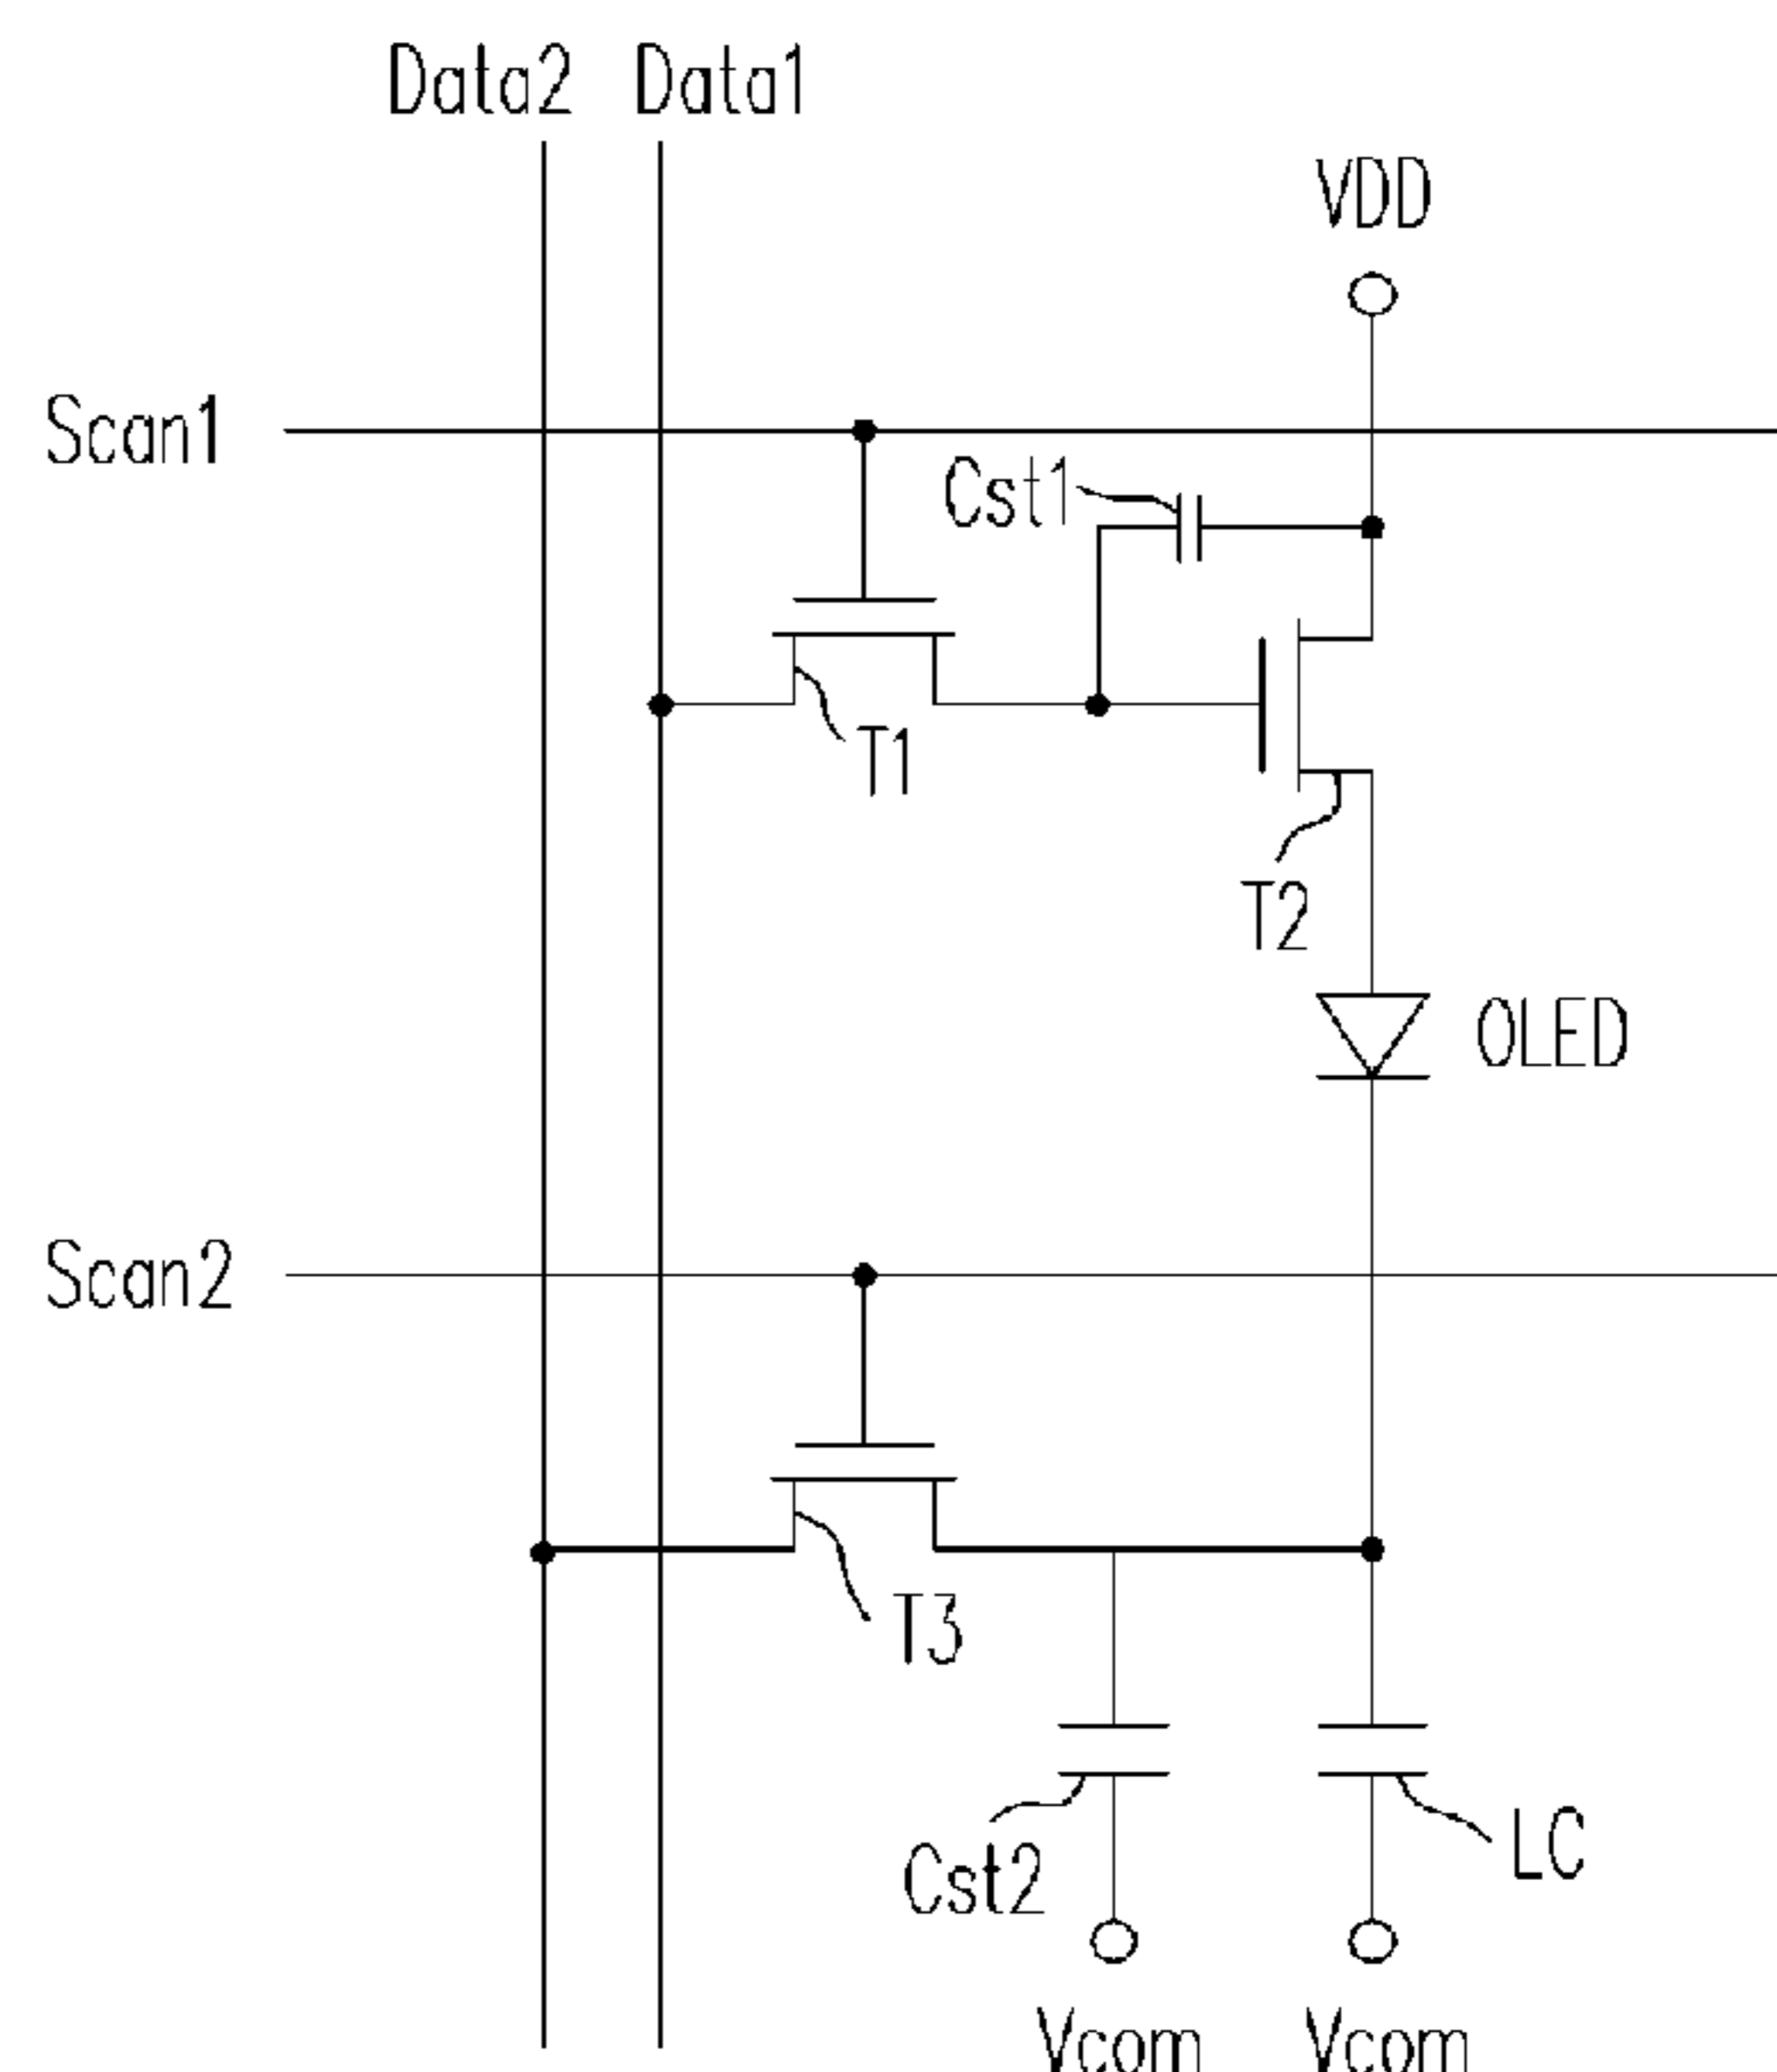 Data2 Data1
VDD
Scan1
Cst1
T1
T2
OLED
Scan2
T3
LC
Cst2
Vcom Vcom